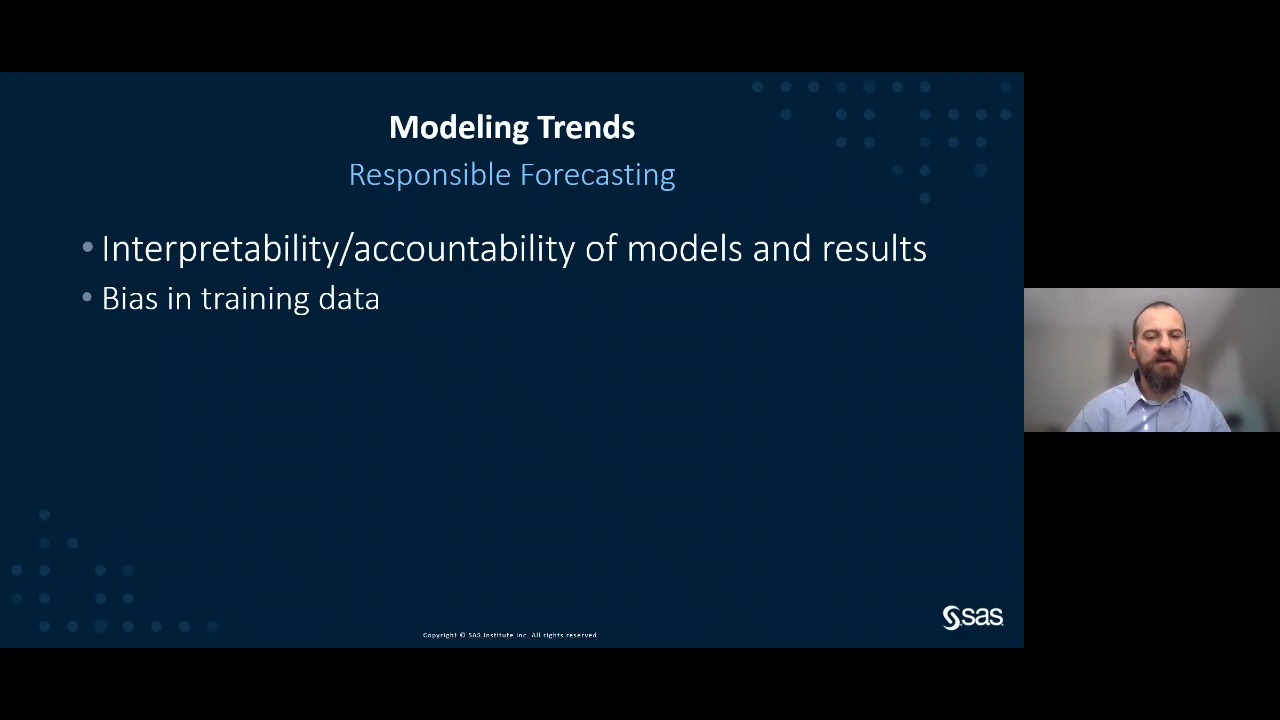 Modeling Trends
Responsible Forecasting
• Interpretability/accountability of models and results
• Bias in training data
sas
Copyright © SAS Institute Inc. All rights reserved.